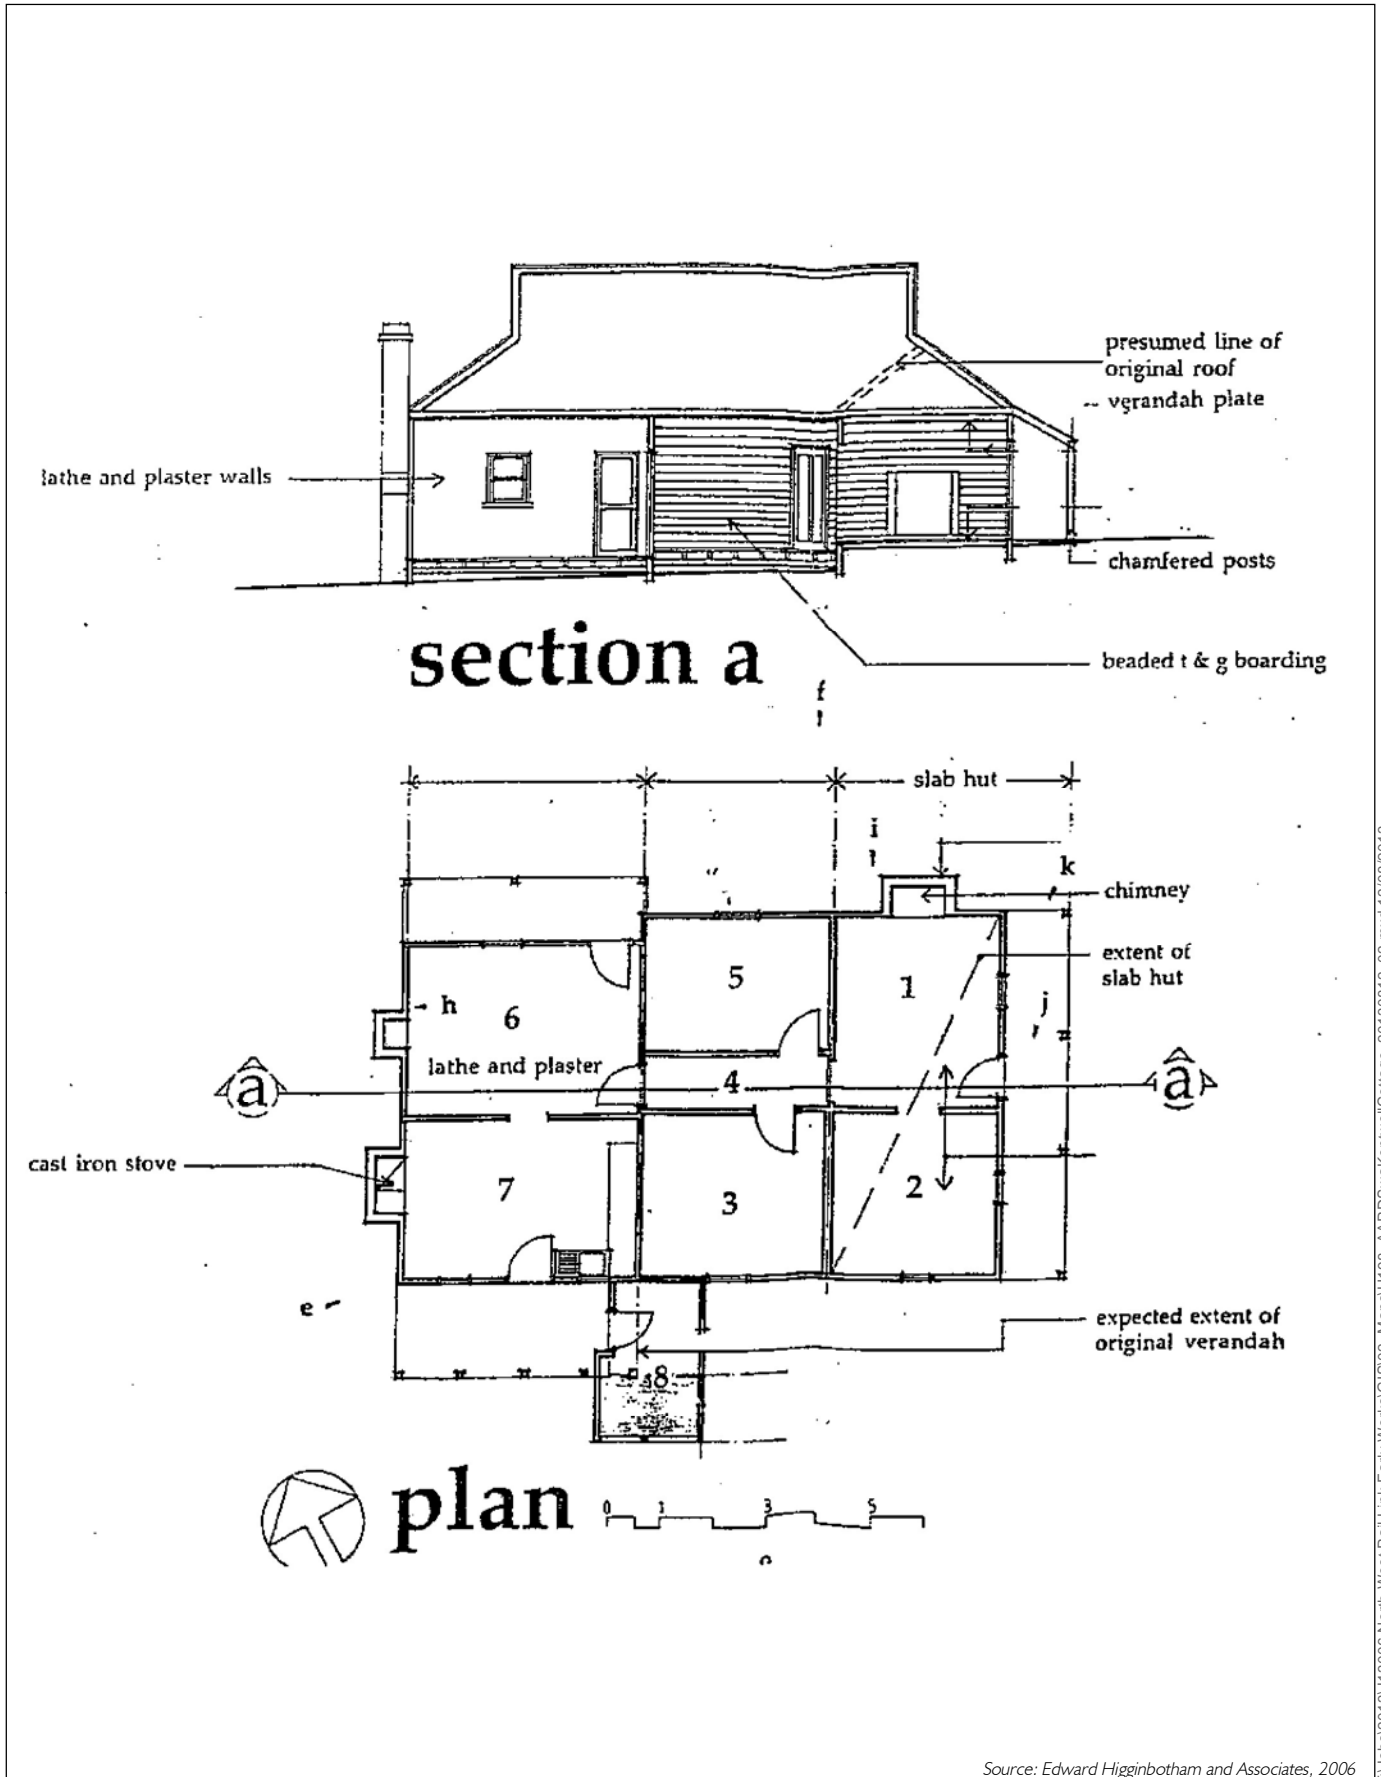 presumed line of
original roof
verandah plate
lathe and plaster walls
chamfered posts
section a
beaded t & g boarding
f
slab hut
i
k
chimney
5
1
extent of
slab hut
h
6
j
lathe and plaster
4
a
a
cast iron stove
7
3
2
e
expected extent of
original verandah
8
plan
0 1 3 5
Source: Edward Higginbotham and Associates, 2006